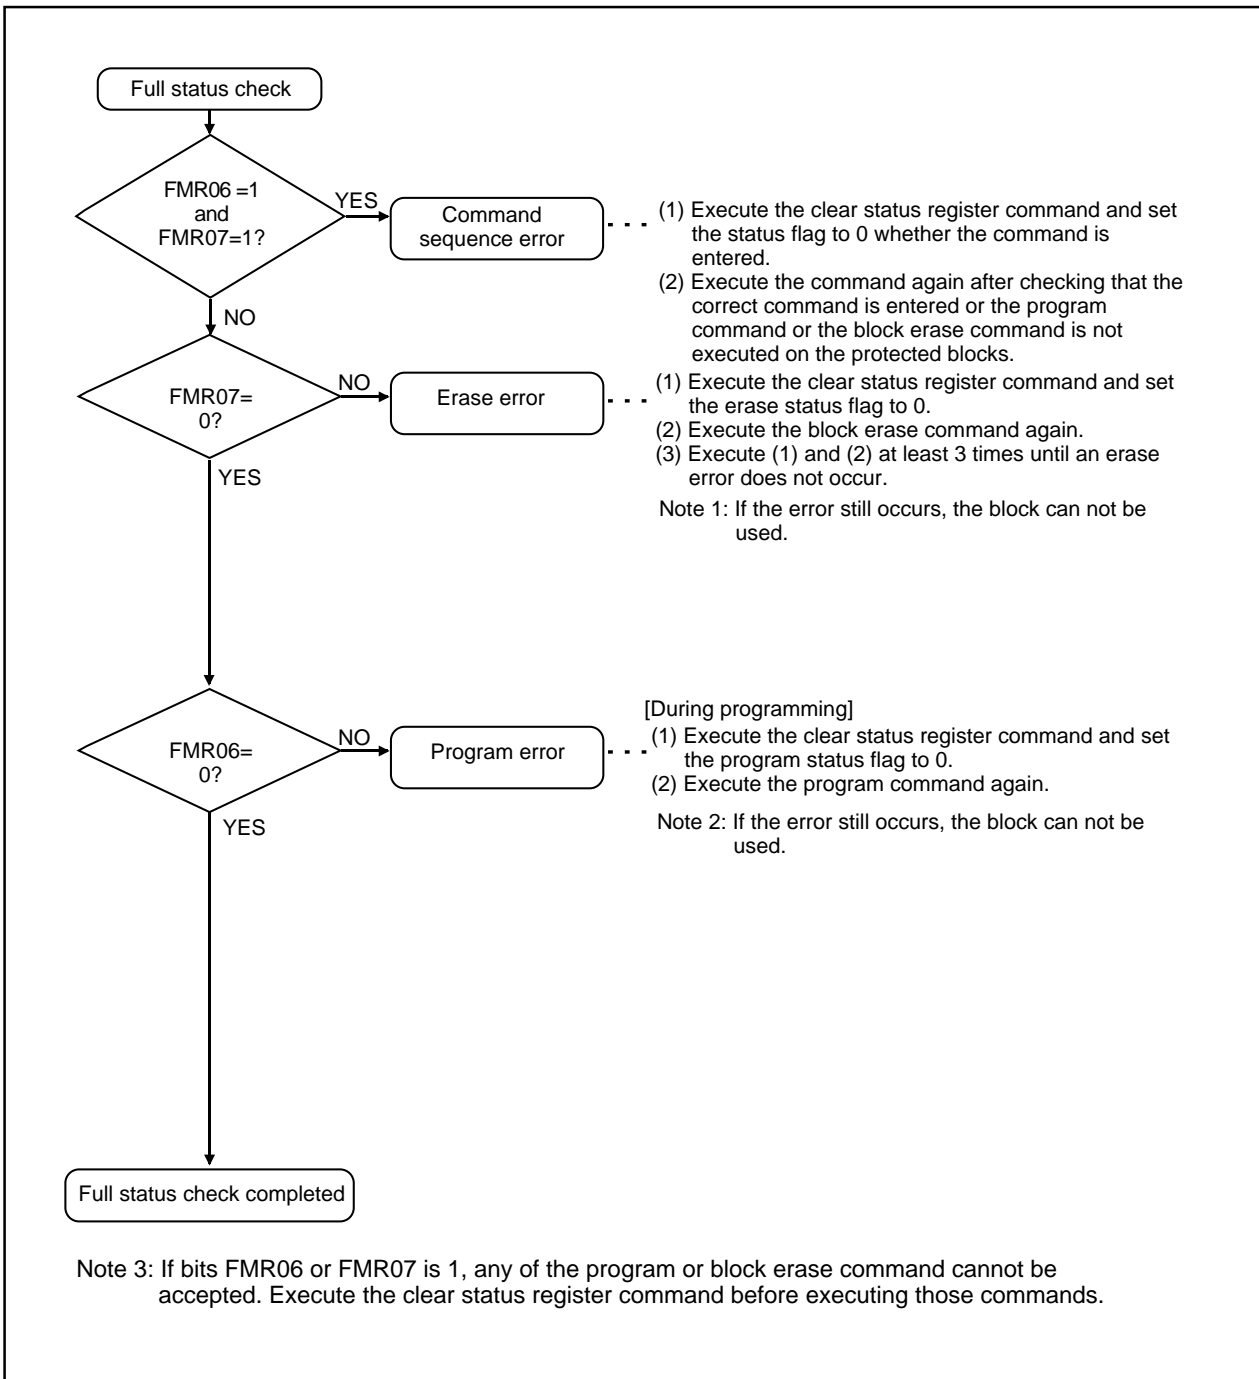 Full status check
FMR06 =1
and
FMR07=1?
YES
Command
sequence error
(1) Execute the clear status register command and set
the status flag to 0 whether the command is
entered.
(2) Execute the command again after checking that the
correct command is entered or the program
command or the block erase command is not
executed on the protected blocks.
NO
FMR07=
0?
NO
Erase error
(1) Execute the clear status register command and set
the erase status flag to 0.
(2) Execute the block erase command again.
(3) Execute (1) and (2) at least 3 times until an erase
error does not occur.
Note 1: If the error still occurs, the block can not be
used.
YES
FMR06=
0?
NO
Program error
[During programming]
(1) Execute the clear status register command and set
the program status flag to 0.
(2) Execute the program command again.
Note 2: If the error still occurs, the block can not be
used.
YES
Full status check completed
Note 3: If bits FMR06 or FMR07 is 1, any of the program or block erase command cannot be
accepted. Execute the clear status register command before executing those commands.